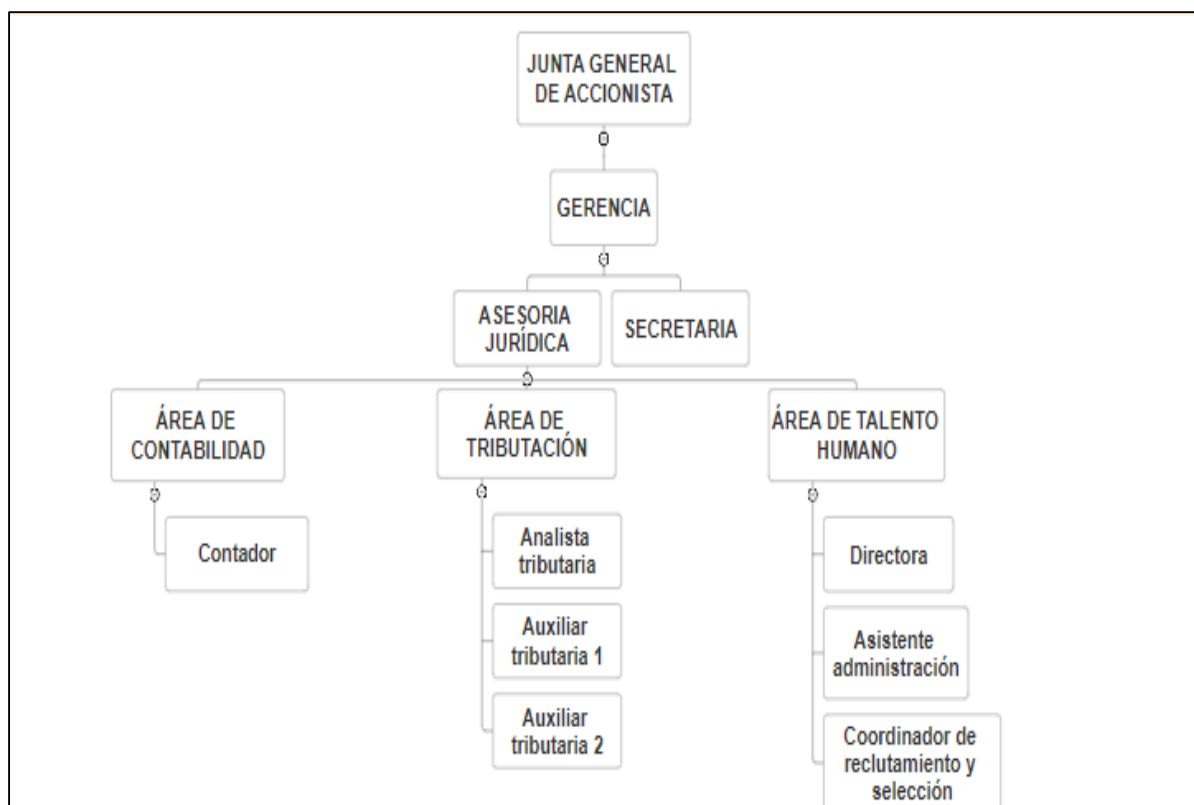 JUNTA GENERAL
DE ACCIONISTA
GERENCIA
ASESORIA
JURÍDICA
SECRETARIA
ÁREA DE
CONTABILIDAD
ÁREA DE
TRIBUTACIÓN
ÁREA DE TALENTO
HUMANO
Contador
Analista
tributaria
Auxiliar
tributaria 1
Auxiliar
tributaria 2
Directora
Asistente
administración
Coordinador de
reclutamiento y
selección